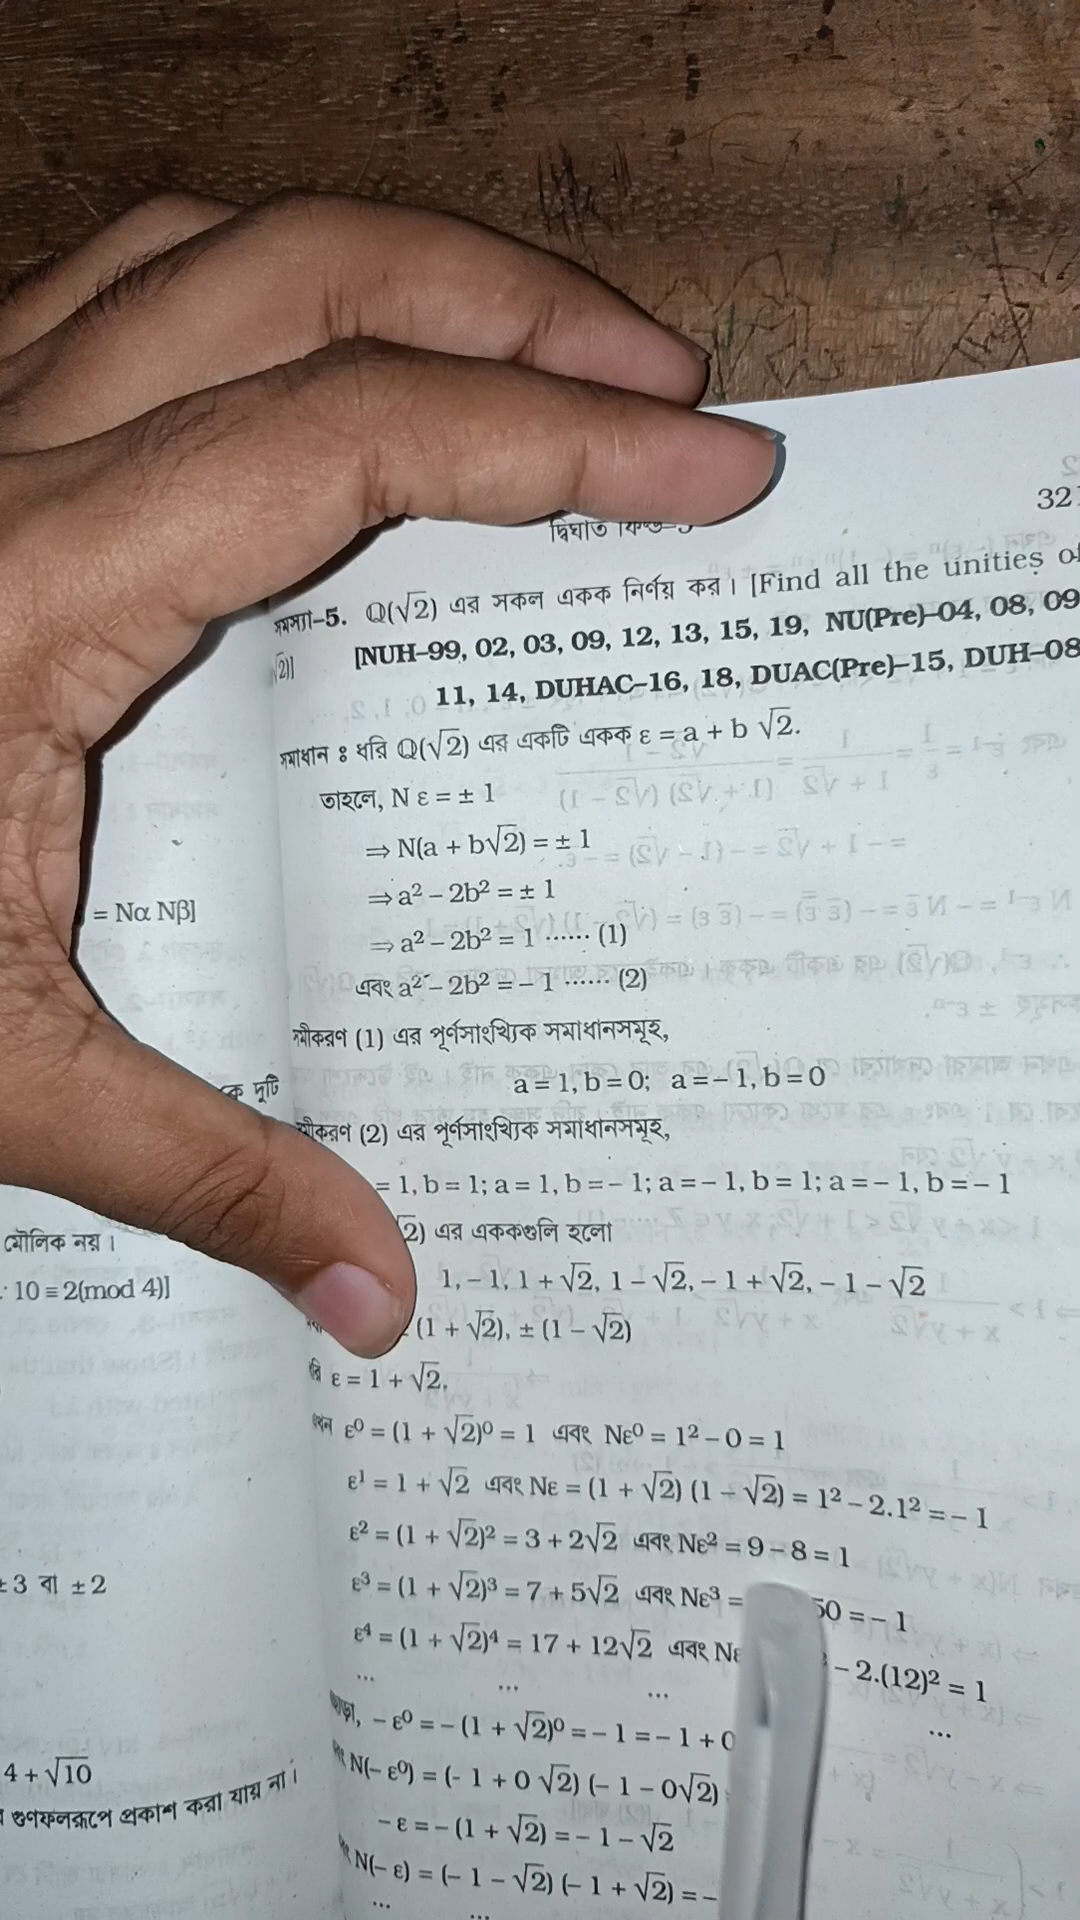 321
দ্বিঘাত ফিল্ড–5
সমস্যা–5. Q(√2) এর সকল একক নির্ণয় কর। [Find all the unities of
√2)] [NUH–99, 02, 03, 09, 12, 13, 15, 19, NU(Pre)–04, 08, 09
11, 14, DUHAC–16, 18, DUAC(Pre)–15, DUH–08
সমাধান ঃ ধরি Q(√2) এর একটি একক ε = a + b √2.
তাহলে, N ε = ± 1
⇒ N(a + b√2) = ± 1
⇒ a² – 2b² = ± 1
⇒ a² – 2b² = 1 ...... (1)
এবং a² – 2b² = – 1 ...... (2)
সমীকরণ (1) এর পূর্ণসাংখ্যিক সমাধানসমূহ,
a = 1, b = 0; a = – 1, b = 0
সমীকরণ (2) এর পূর্ণসাংখ্যিক সমাধানসমূহ,
= 1, b = 1; a = 1, b = – 1; a = – 1, b = 1; a = – 1, b = – 1
√2) এর এককগুলি হলো
1, – 1, 1 + √2, 1 – √2, – 1 + √2, – 1 – √2
(1 + √2), ± (1 – √2)
ধরি ε = 1 + √2.
এখন ε⁰ = (1 + √2)⁰ = 1 এবং Nε⁰ = 1² – 0 = 1
ε¹ = 1 + √2 এবং Nε = (1 + √2) (1 – √2) = 1² – 2.1² = – 1
ε² = (1 + √2)² = 3 + 2√2 এবং Nε² = 9 – 8 = 1
ε³ = (1 + √2)³ = 7 + 5√2 এবং Nε³ = 50 = – 1
ε⁴ = (1 + √2)⁴ = 17 + 12√2 এবং Nε – 2.(12)² = 1
... ... ... ...
– ε⁰ = – (1 + √2)⁰ = – 1 = – 1 + 0
N(– ε⁰) = (- 1 + 0 √2) (– 1 – 0√2)
– ε = – (1 + √2) = – 1 – √2
N(– ε) = (– 1 – √2) (– 1 + √2) = –
... ...
= Nα Nβ]
দুটি
মৌলিক নয়।
∵ 10 ≡ 2(mod 4)]
± 3 বা ± 2
4 + √10
গুণফলরূপে প্রকাশ করা যায় না।